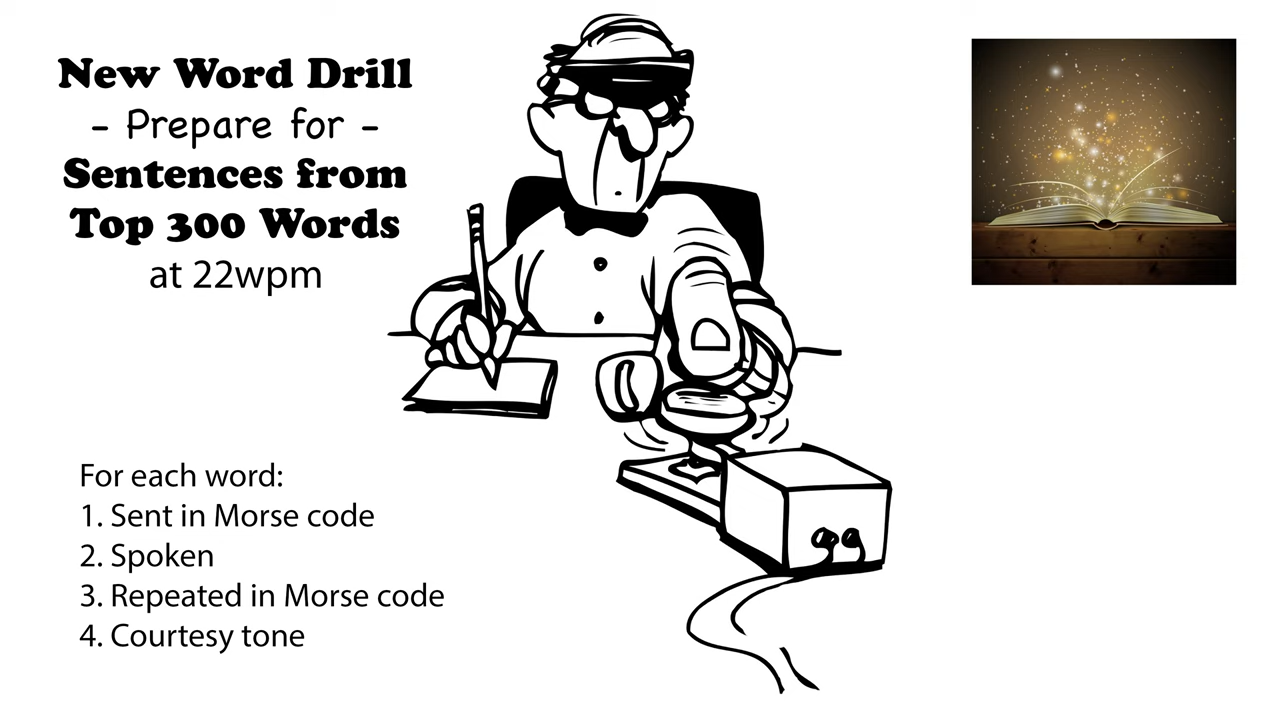 New Word Drill
- Prepare for -
Sentences from
Top 300 Words
at 22wpm
For each word:
1. Sent in Morse code
2. Spoken
3. Repeated in Morse code
4. Courtesy tone